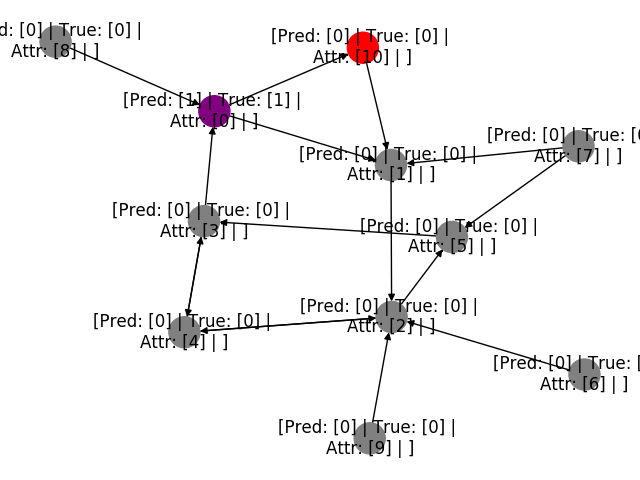 d: [0] | True: [0] |
Attr: [8] | ]
[Pred: [0] | True: [0] |
Attr: [10] | ]
[Pred: [1] | True: [1] |
Attr: [0] | ]
[Pred: [0] | True: [0] |
Attr: [1] | ]
[Pred: [0] | True: [0
Attr: [7] | ]
[Pred: [0] | True: [0] |
Attr: [3] | ]
[Pred: [0] | True: [0] |
Attr: [5] | ]
[Pred: [0] | True: [0] |
Attr: [2] | ]
[Pred: [0] | True: [0] |
Attr: [4] | ]
[Pred: [0] | True: [
Attr: [6] | ]
[Pred: [0] | True: [0] |
Attr: [9] | ]